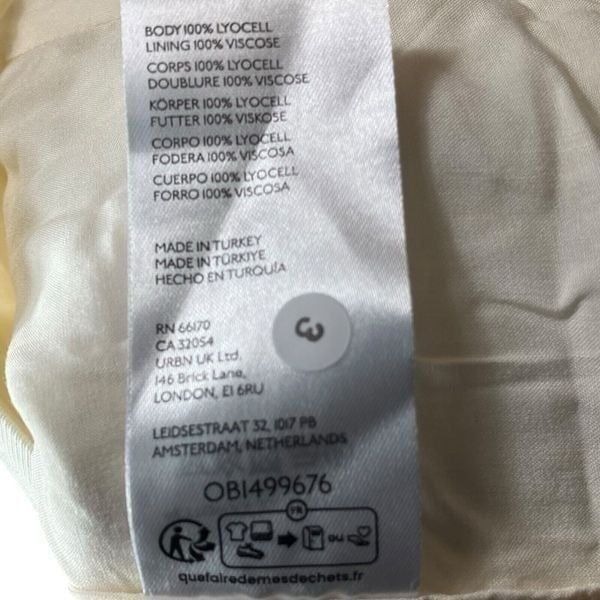 BODY 100% LYOCELL
LINING 100% VISCOSE
CORPS 100% LYOCELL
DOUBLURE 100% VISCOSE
KÖRPER 100% LYOCELL
FUTTER 100% VISKOSE
CORPO 100% LYOCELL
FODERA 100% VISCOSA
CUERPO 100% LYOCELL
FORRO 100% VISCOSA
MADE IN TURKEY
MADE IN TÜRKIYE
HECHO EN TURQUÍA
3
RN 66170
CA 32054
URBN UK Ltd.
146 Brick Lane,
LONDON, E1 6RU
LEIDSESTRAAT 32, 1017 PB
AMSTERDAM, NETHERLANDS
OB1499676
FR
OU
quefairedemesdechets.fr